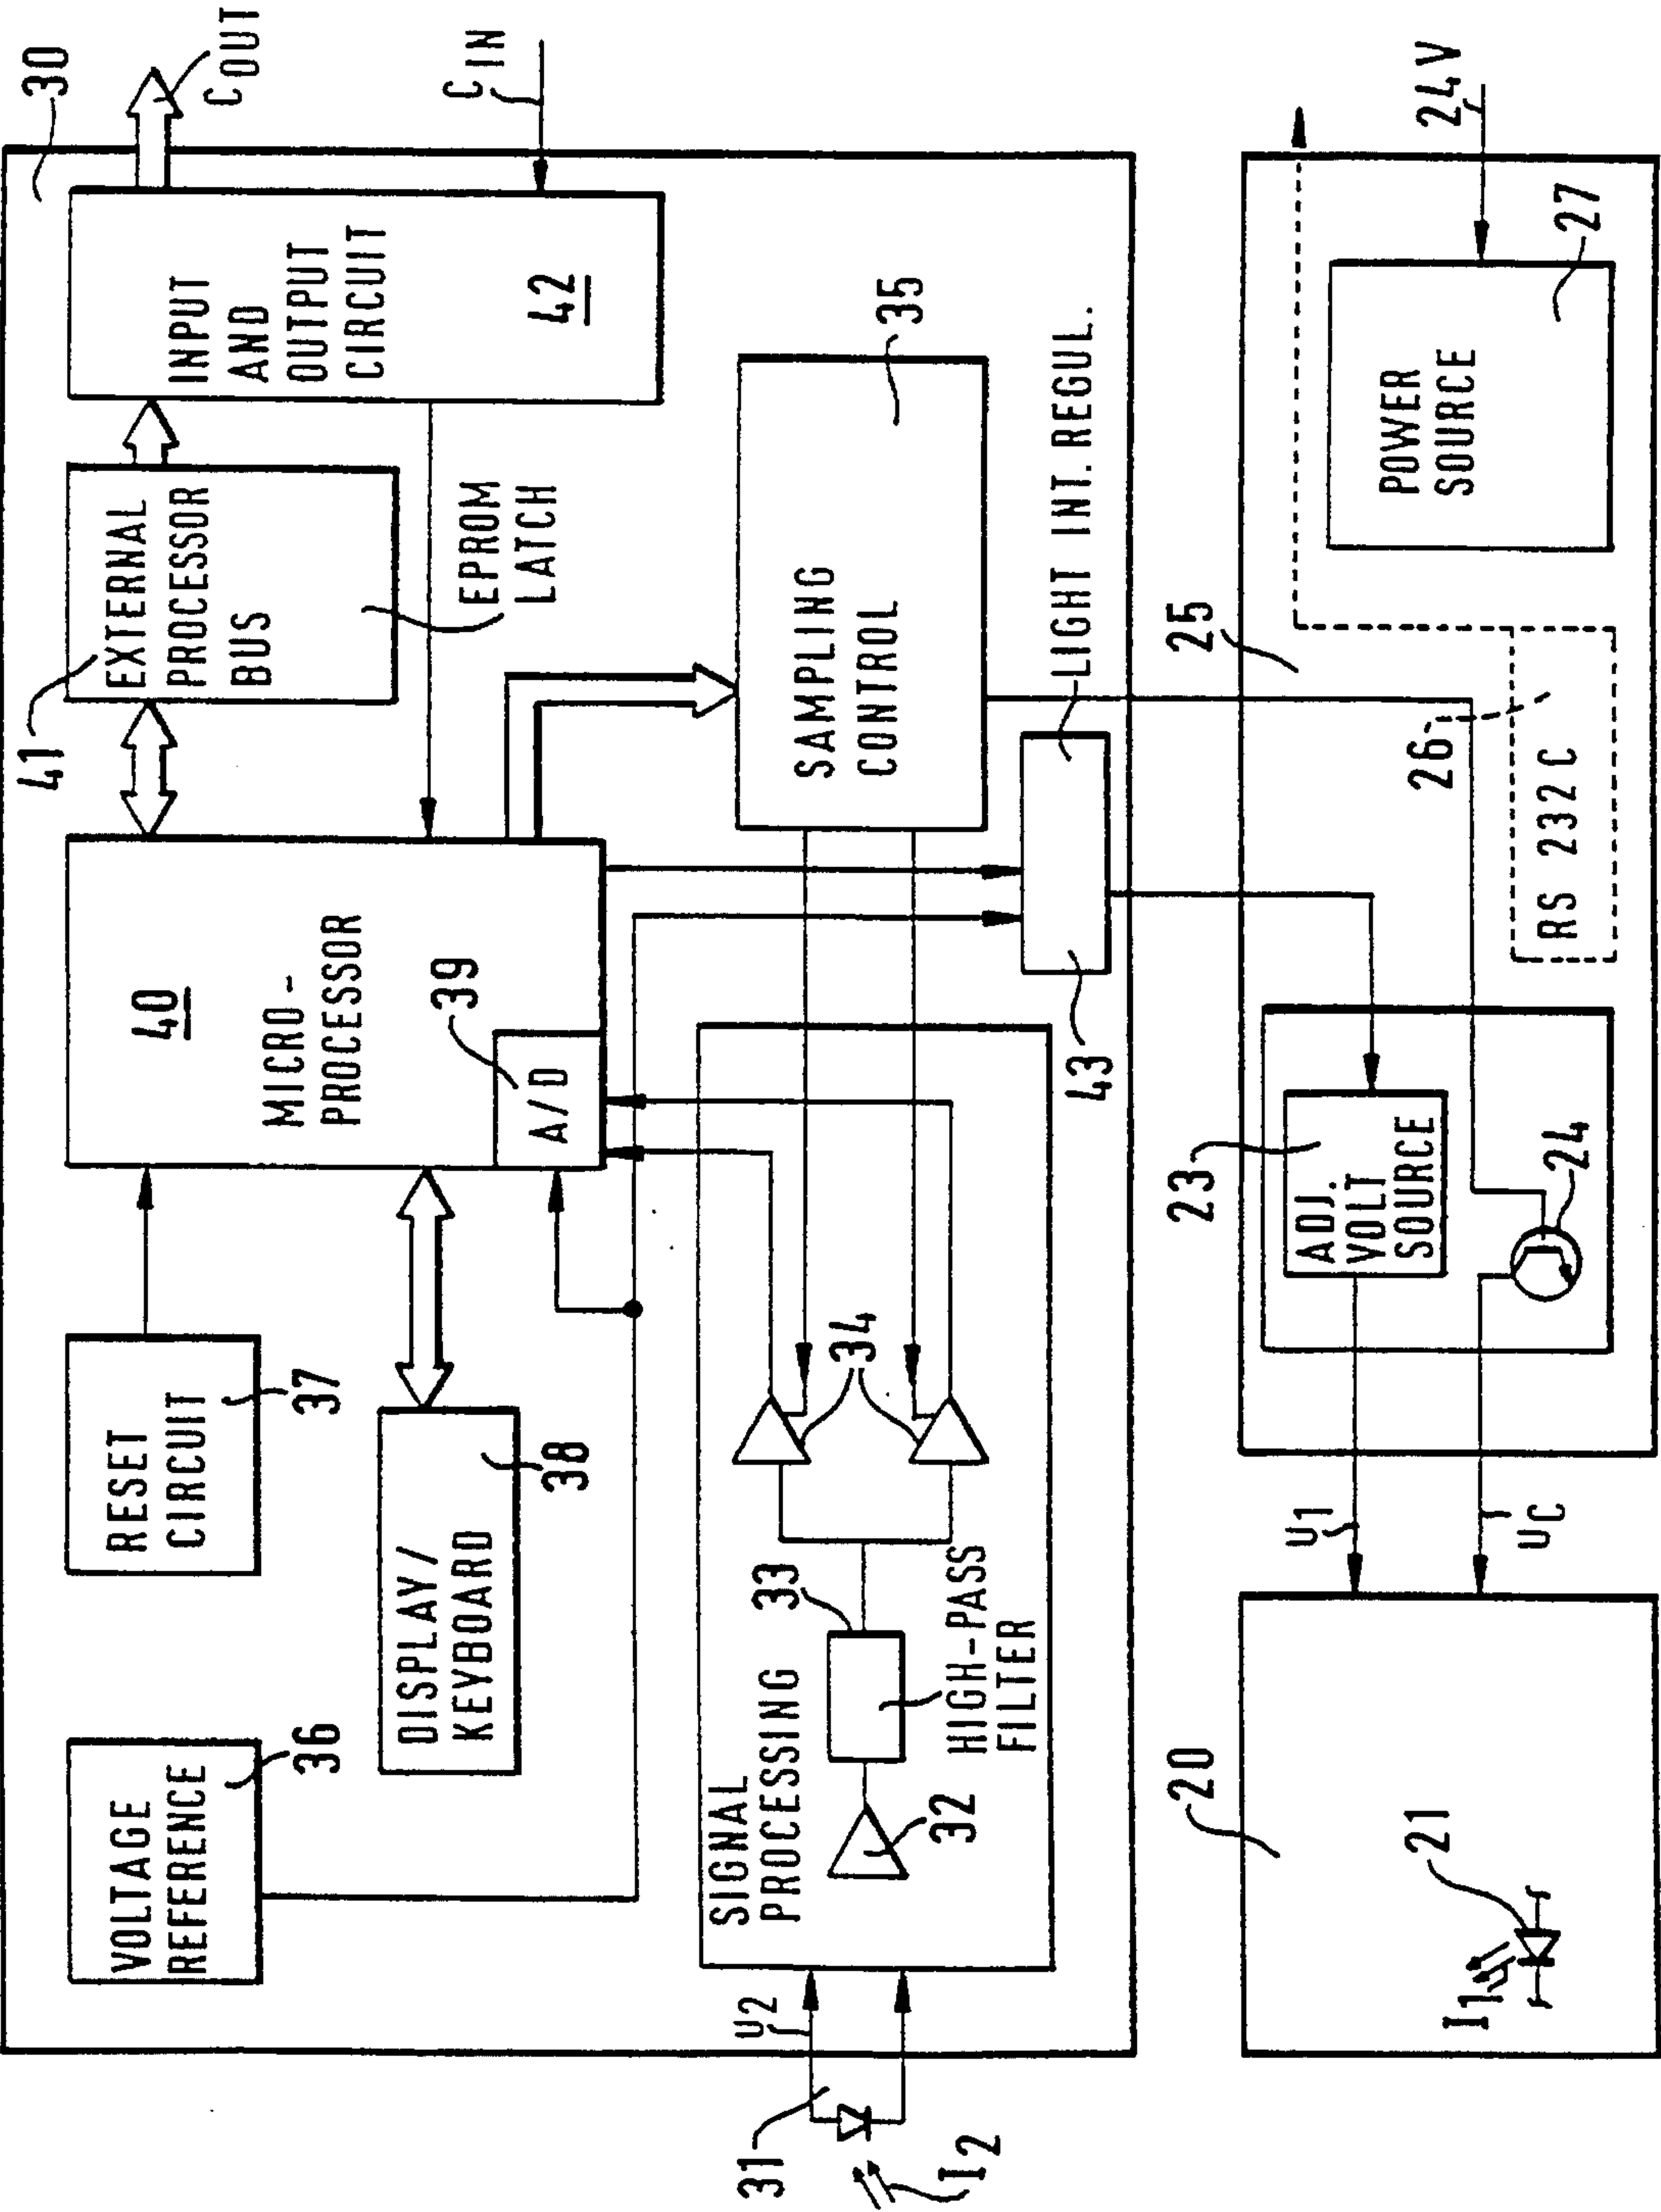 30
C OUT
C IN
INPUT
AND
OUTPUT
CIRCUIT
42
EXTERNAL
PROCESSOR
BUS
41
EPROM
LATCH
MICRO-
PROCESSOR
40
A/D
39
RESET
CIRCUIT
37
DISPLAY/
KEYBOARD
38
VOLTAGE
REFERENCE
36
SAMPLING
CONTROL
35
LIGHT INT. REGUL.
43
SIGNAL
PROCESSING
32
33
HIGH-PASS
FILTER
34
U2
31
I2
20
21
I1
U1
UC
25
23
ADJ.
VOLT
SOURCE
24
26
RS 232C
POWER
SOURCE
27
24V